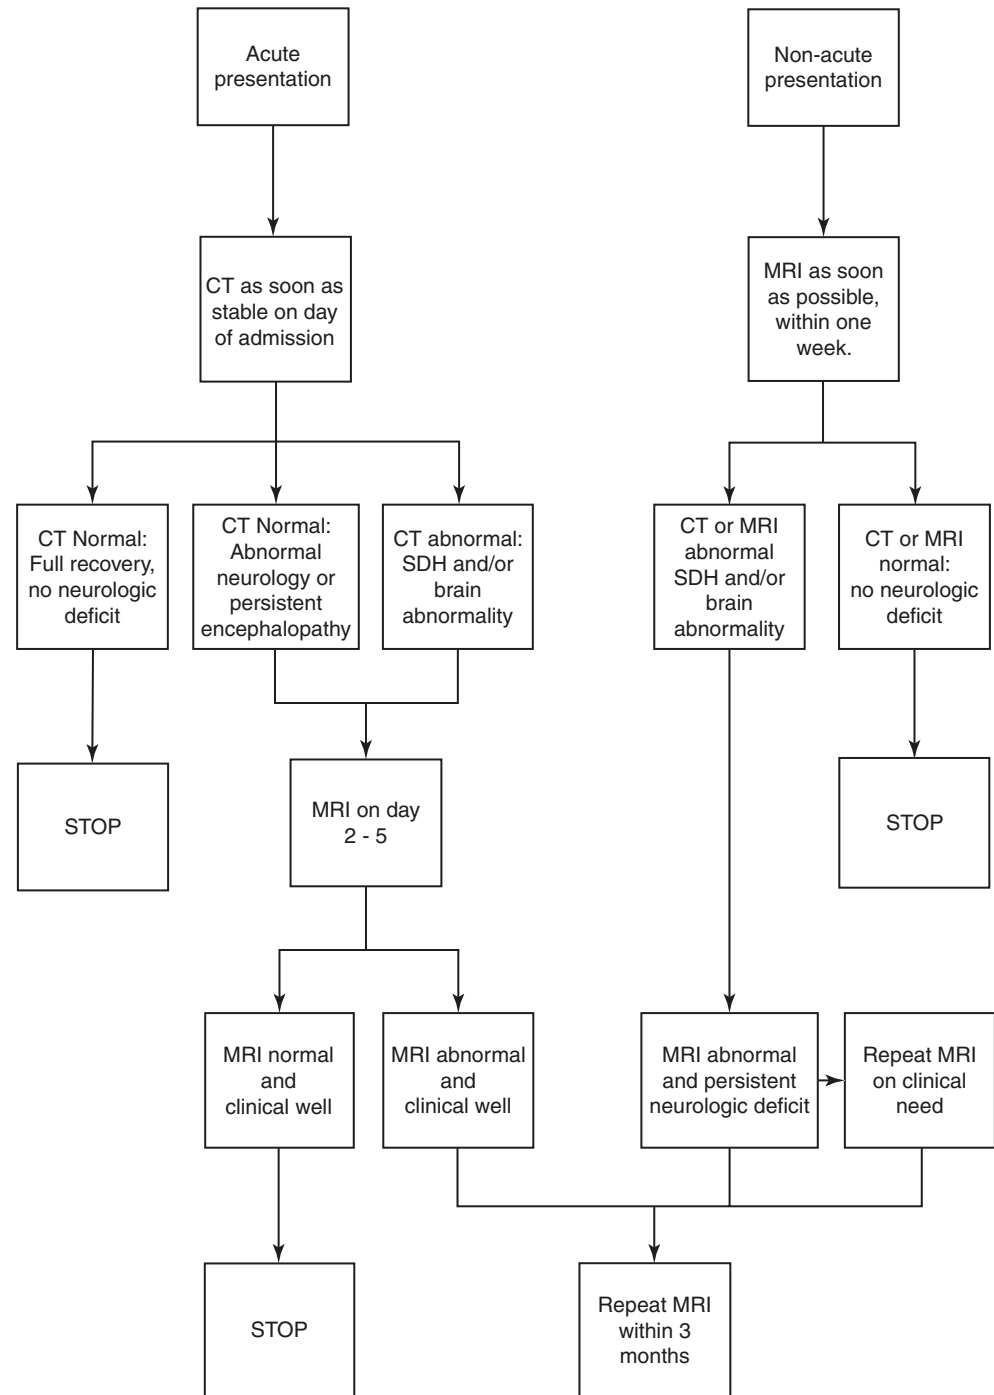 Acute
presentation
Non-acute
presentation
CT as soon as
stable on day
of admission
MRI as soon
as possible,
within one
week.
CT Normal:
Full recovery,
no neurologic
deficit
CT Normal:
Abnormal
neurology or
persistent
encephalopathy
CT abnormal:
SDH and/or
brain
abnormality
CT or MRI
abnormal
SDH and/or
brain
abnormality
CT or MRI
normal:
no neurologic
deficit
STOP
MRI on day
2 - 5
STOP
MRI normal
and
clinical well
MRI abnormal
and
clinical well
MRI abnormal
and persistent
neurologic deficit
Repeat MRI
on clinical
need
STOP
Repeat MRI
within 3
months